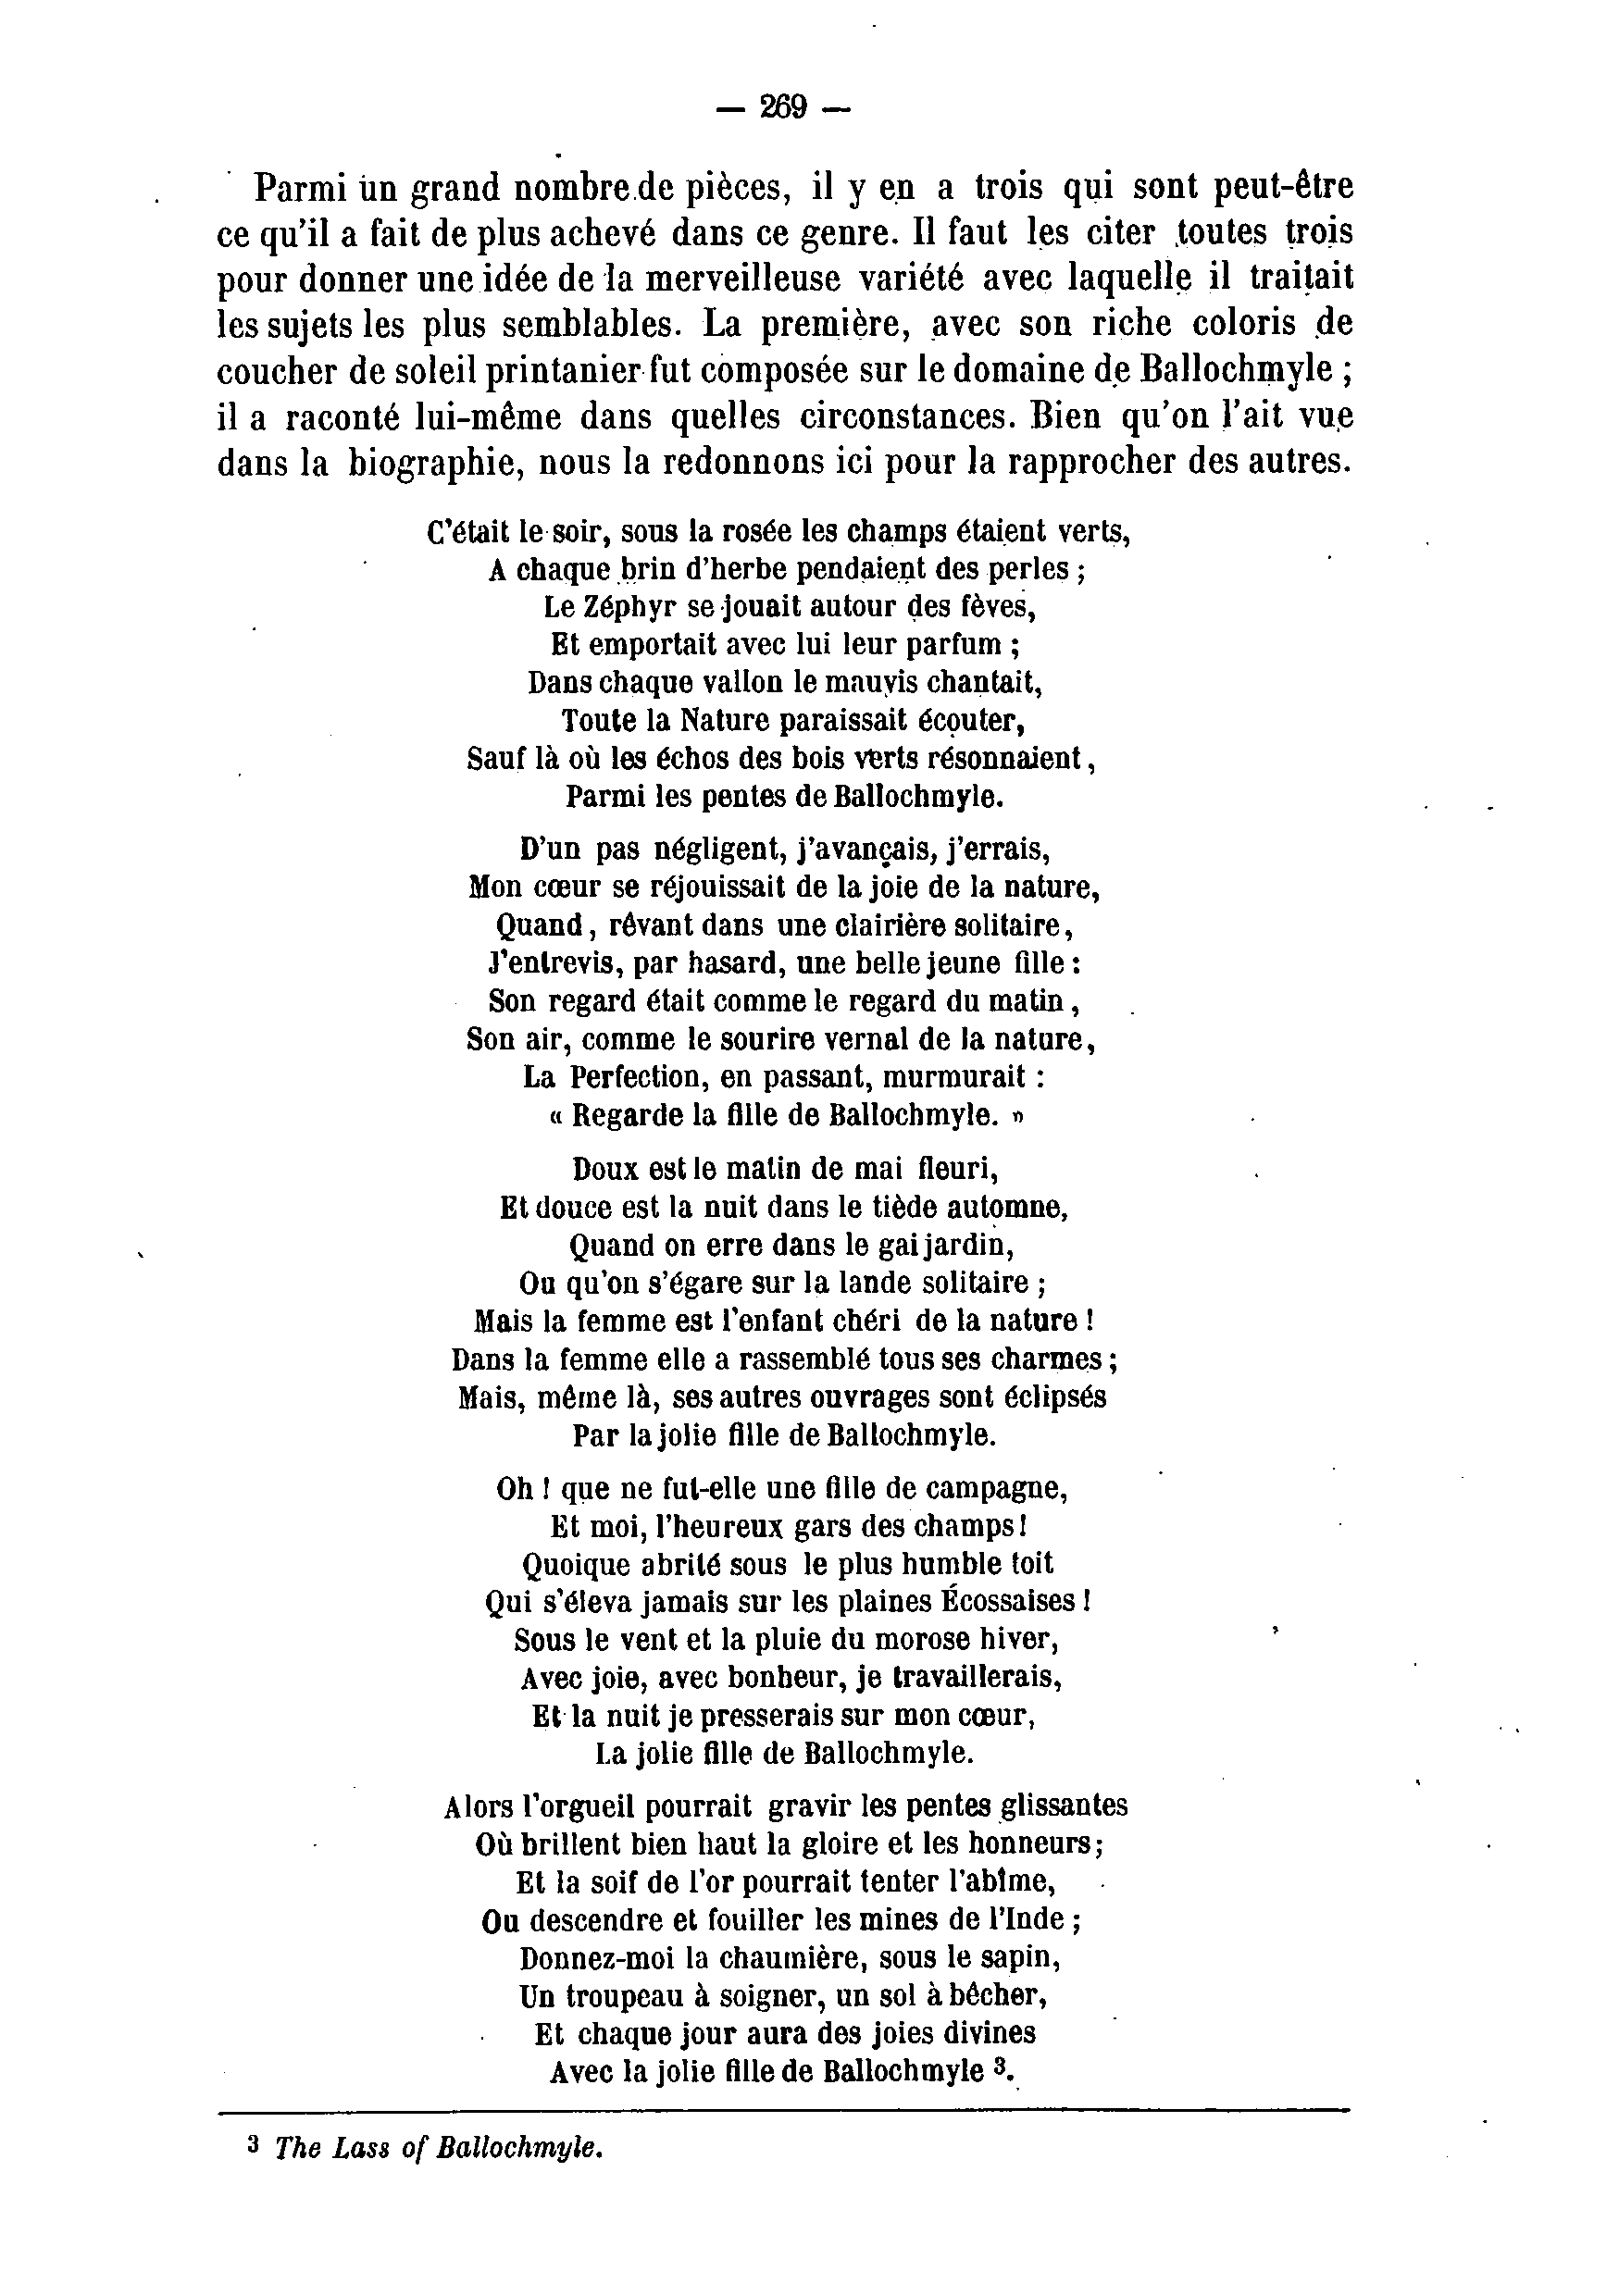 — 269 —
Parmi un grand nombre de pièces, il y en a trois qui sont peut-être
ce qu'il a fait de plus achevé dans ce genre. Il faut les citer toutes trois
pour donner une idée de la merveilleuse variété avec laquelle il traitait
les sujets les plus semblables. La première, avec son riche coloris de
coucher de soleil printanier fut composée sur le domaine de Ballochmyle ;
il a raconté lui-même dans quelles circonstances. Bien qu'on l'ait vue
dans la biographie, nous la redonnons ici pour la rapprocher des autres.
C'était le soir, sous la rosée les champs étaient verts,
A chaque brin d'herbe pendaient des perles ;
Le Zéphyr se jouait autour des fèves,
Et emportait avec lui leur parfum ;
Dans chaque vallon le mauvis chantait,
Toute la Nature paraissait écouter,
Sauf là où les échos des bois verts résonnaient,
Parmi les pentes de Ballochmyle.
D'un pas négligent, j'avançais, j'errais,
Mon cœur se réjouissait de la joie de la nature,
Quand, rêvant dans une clairière solitaire,
J'entrevis, par hasard, une belle jeune fille :
Son regard était comme le regard du matin,
Son air, comme le sourire vernal de la nature,
La Perfection, en passant, murmurait :
« Regarde la fille de Ballochmyle. »
Doux est le matin de mai fleuri,
Et douce est la nuit dans le tiède automne,
Quand on erre dans le gai jardin,
Ou qu'on s'égare sur la lande solitaire ;
Mais la femme est l'enfant chéri de la nature !
Dans la femme elle a rassemblé tous ses charmes ;
Mais, même là, ses autres ouvrages sont éclipsés
Par la jolie fille de Ballochmyle.
Oh ! que ne fut-elle une fille de campagne,
Et moi, l'heureux gars des champs !
Quoique abrité sous le plus humble toit
Qui s'éleva jamais sur les plaines Écossaises !
Sous le vent et la pluie du morose hiver,
Avec joie, avec bonheur, je travaillerais,
Et la nuit je presserais sur mon cœur,
La jolie fille de Ballochmyle.
Alors l'orgueil pourrait gravir les pentes glissantes
Où brillent bien haut la gloire et les honneurs ;
Et la soif de l'or pourrait tenter l'abîme,
Ou descendre et fouiller les mines de l'Inde ;
Donnez-moi la chaumière, sous le sapin,
Un troupeau à soigner, un sol à bêcher,
Et chaque jour aura des joies divines
Avec la jolie fille de Ballochmyle ³.
³ The Lass of Ballochmyle.